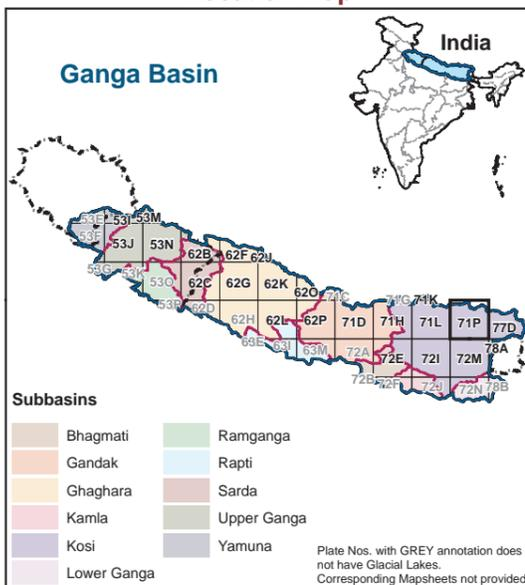 India
Ganga Basin
53E
53I
53M
53F
53J
53N
62B
62F
62J
53G
53K
53O
62C
62G
62K
62O
71C
71G
71K
53P
62D
62H
62L
62P
71D
71H
71L
71P
77D
63E
63I
63M
72A
72E
72I
72M
78A
72B
72F
72J
72N
78B
Subbasins
Bhagmati
Gandak
Ghaghara
Kamla
Kosi
Lower Ganga
Ramganga
Rapti
Sarda
Upper Ganga
Yamuna
Plate Nos. with GREY annotation does
not have Glacial Lakes.
Corresponding Mapsheets not provided